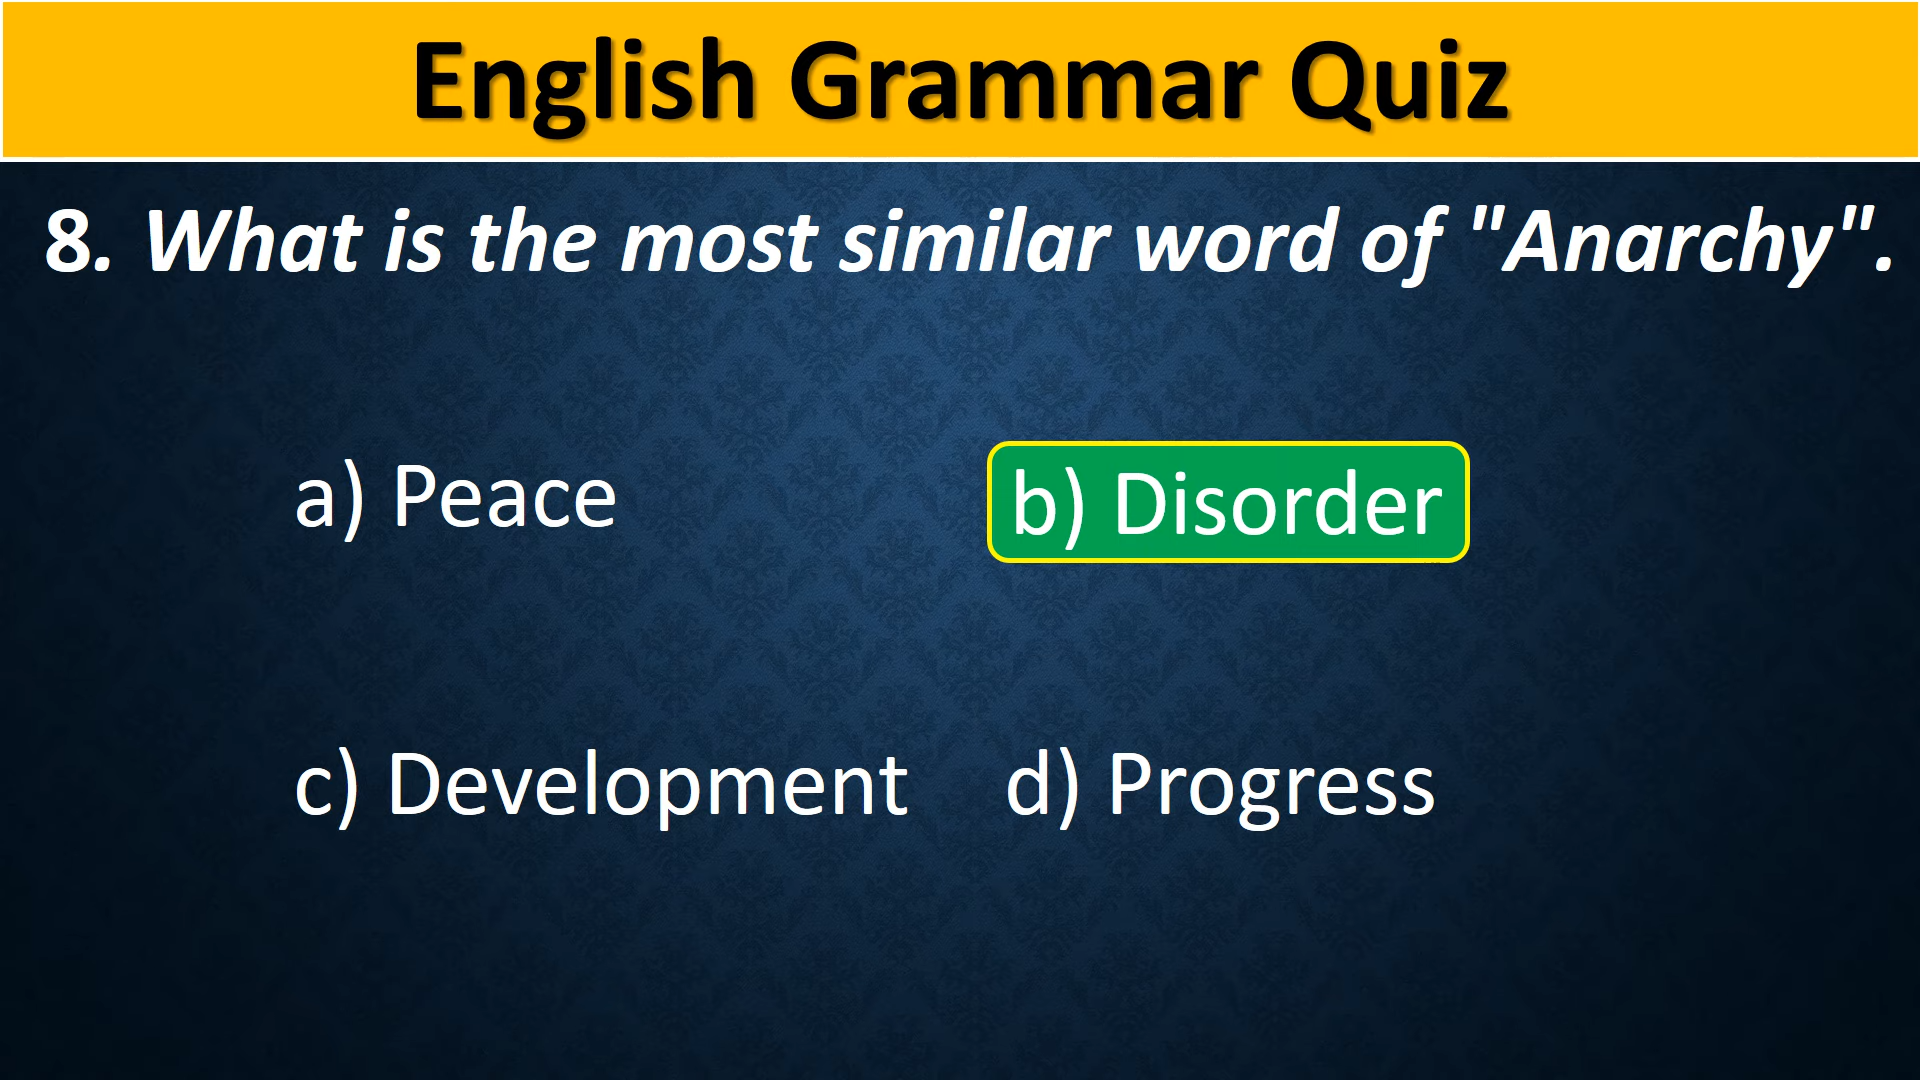 English Grammar Quiz
8. What is the most similar word of "Anarchy".
a) Peace
b) Disorder
c) Development
d) Progress